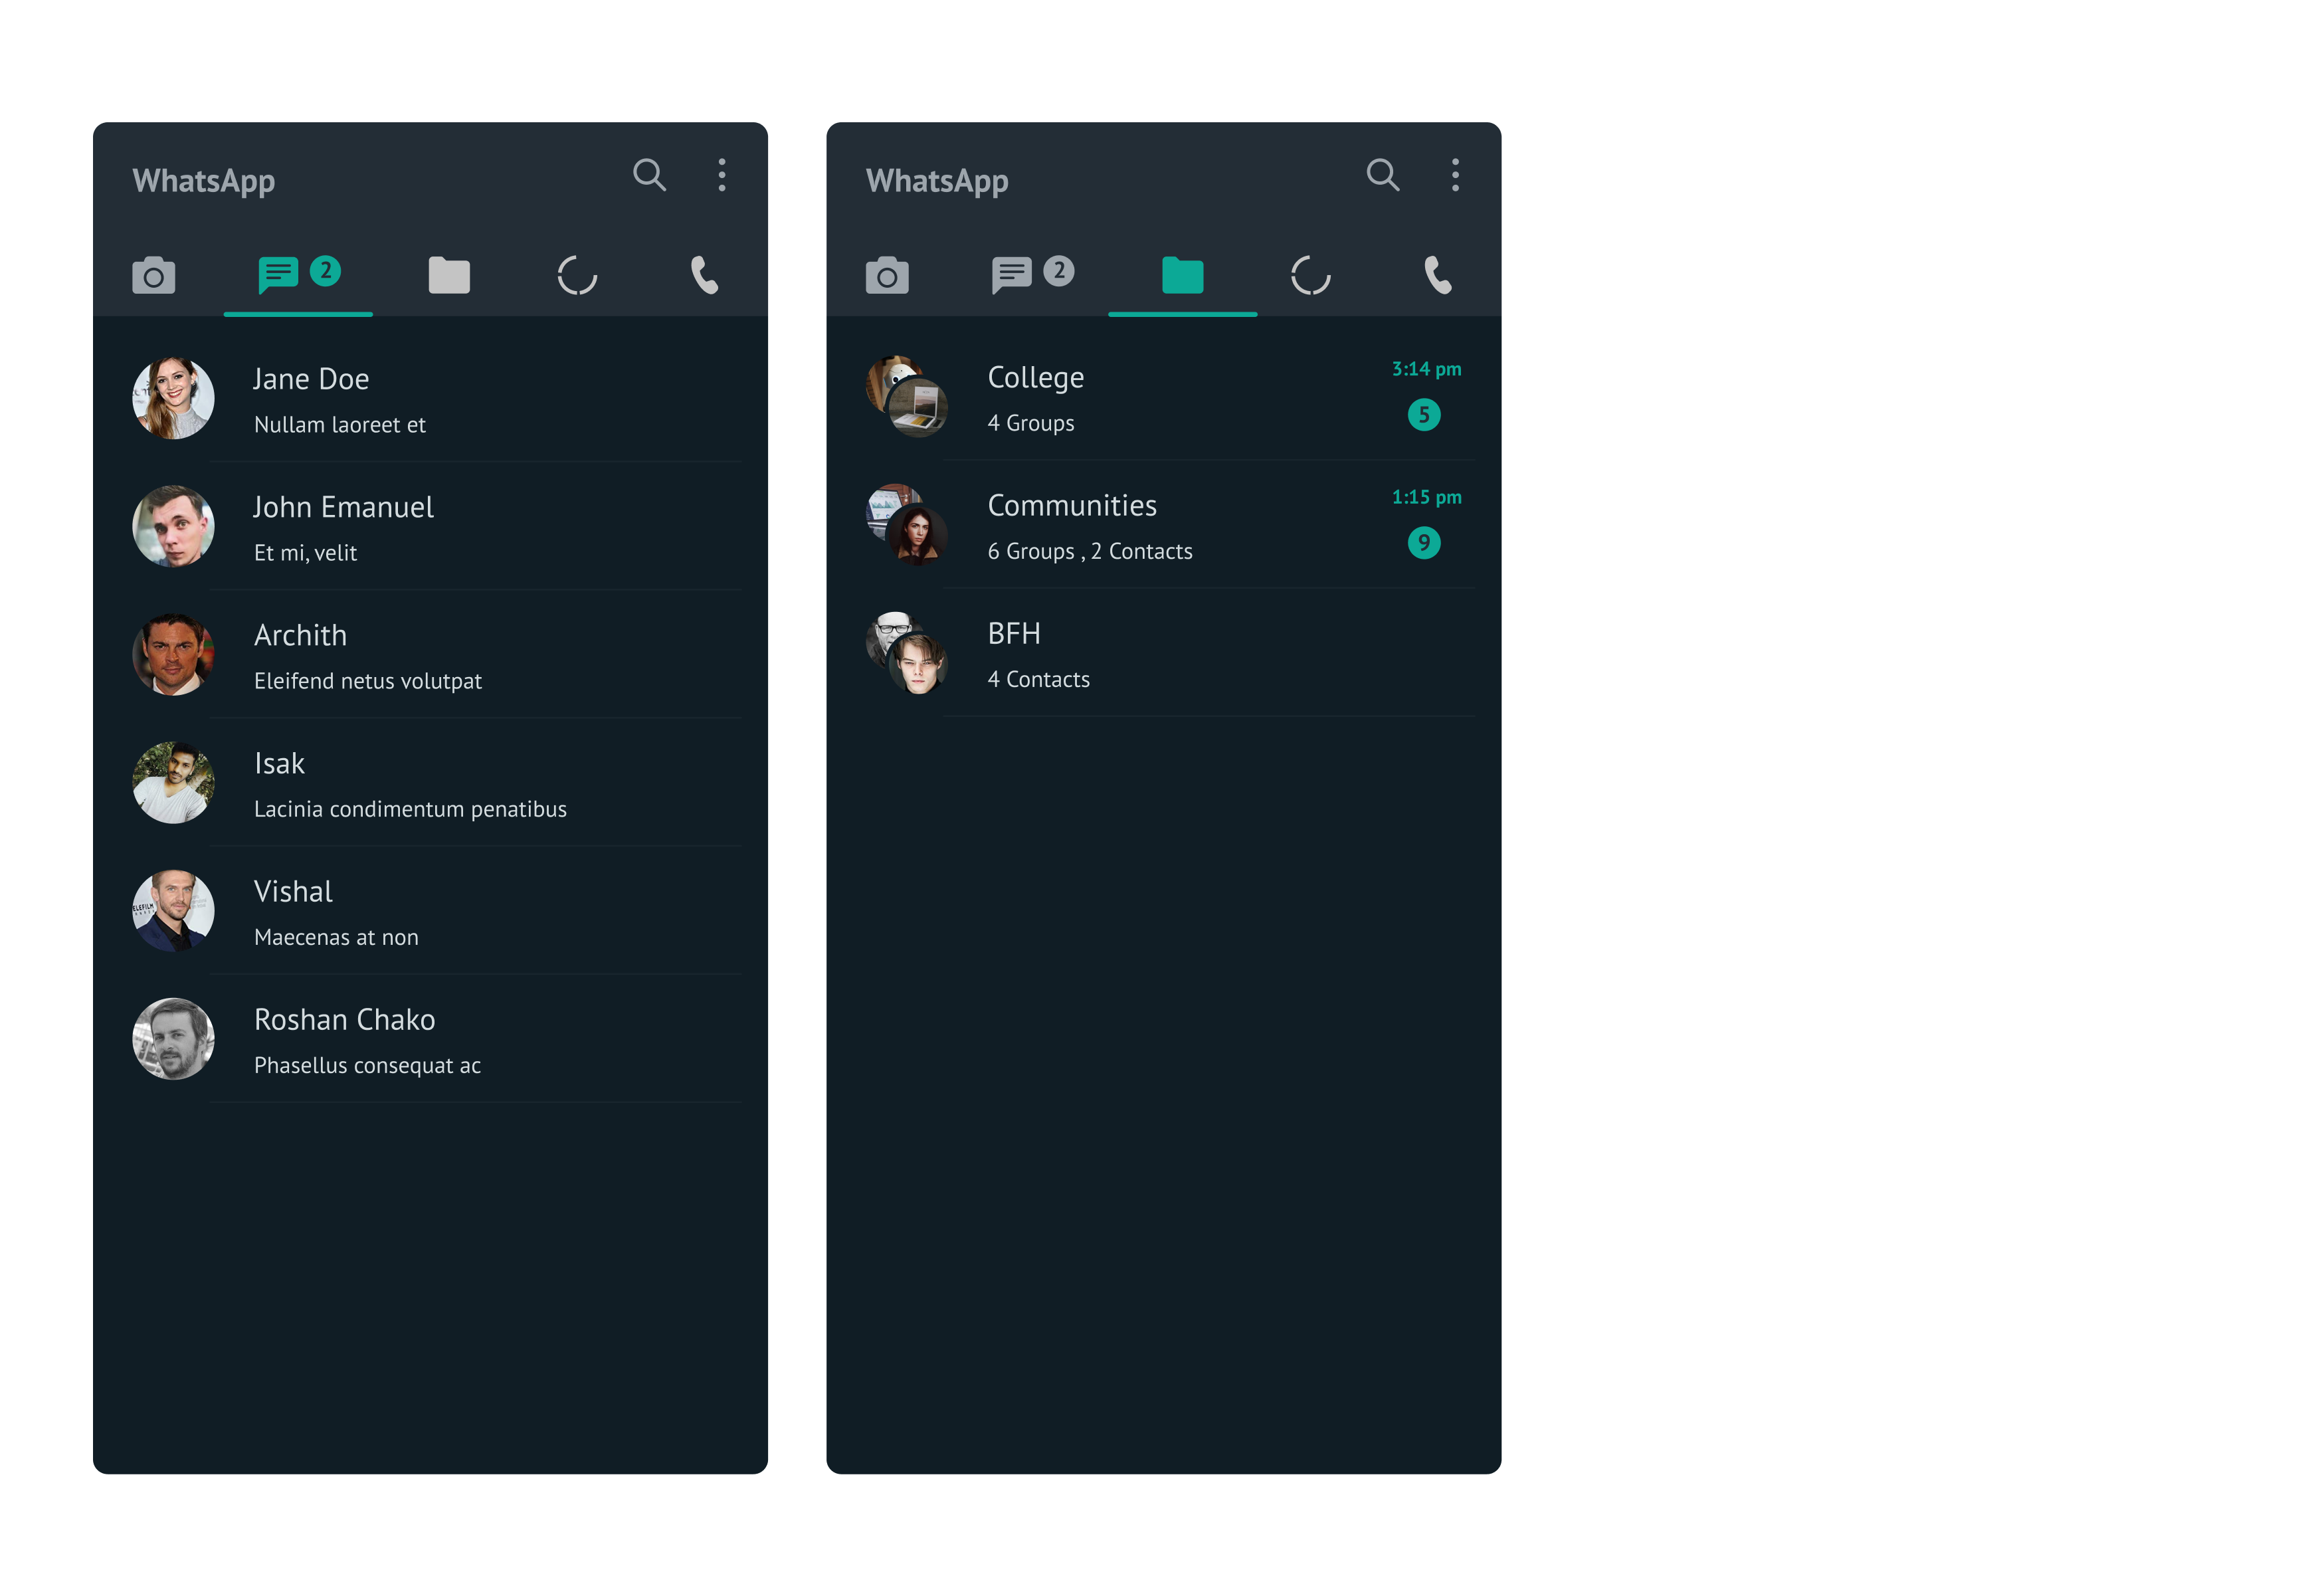 WhatsApp
2
Jane Doe
Nullam laoreet et
John Emanuel
Et mi, velit
Archith
Eleifend netus volutpat
Isak
Lacinia condimentum penatibus
Vishal
Maecenas at non
Roshan Chako
Phasellus consequat ac
WhatsApp
2
College
3:14 pm
4 Groups
5
Communities
1:15 pm
6 Groups , 2 Contacts
9
BFH
4 Contacts